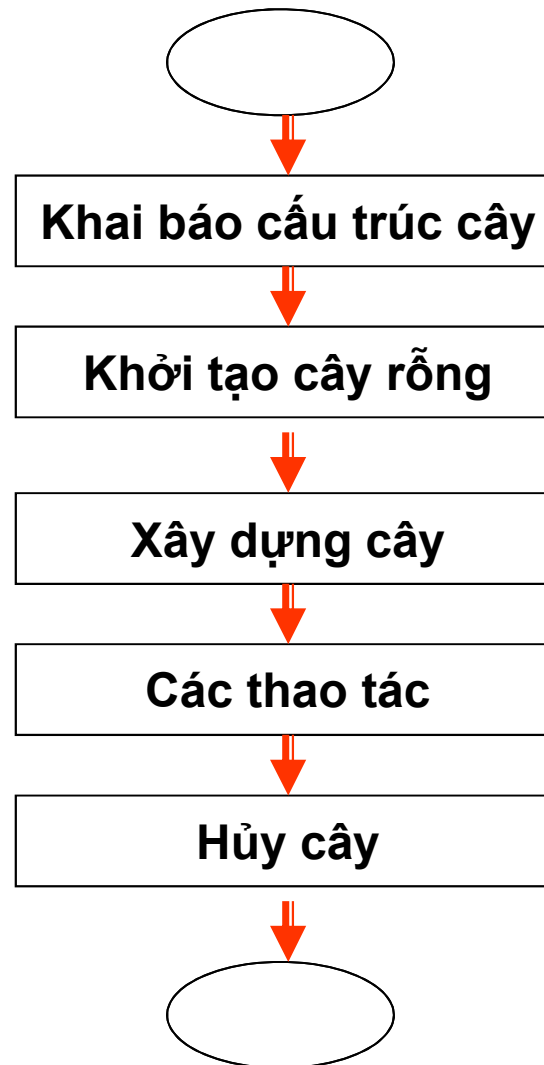 Khai báo cấu trúc cây
Khởi tạo cây rỗng
Xây dựng cây
Các thao tác
Hủy cây